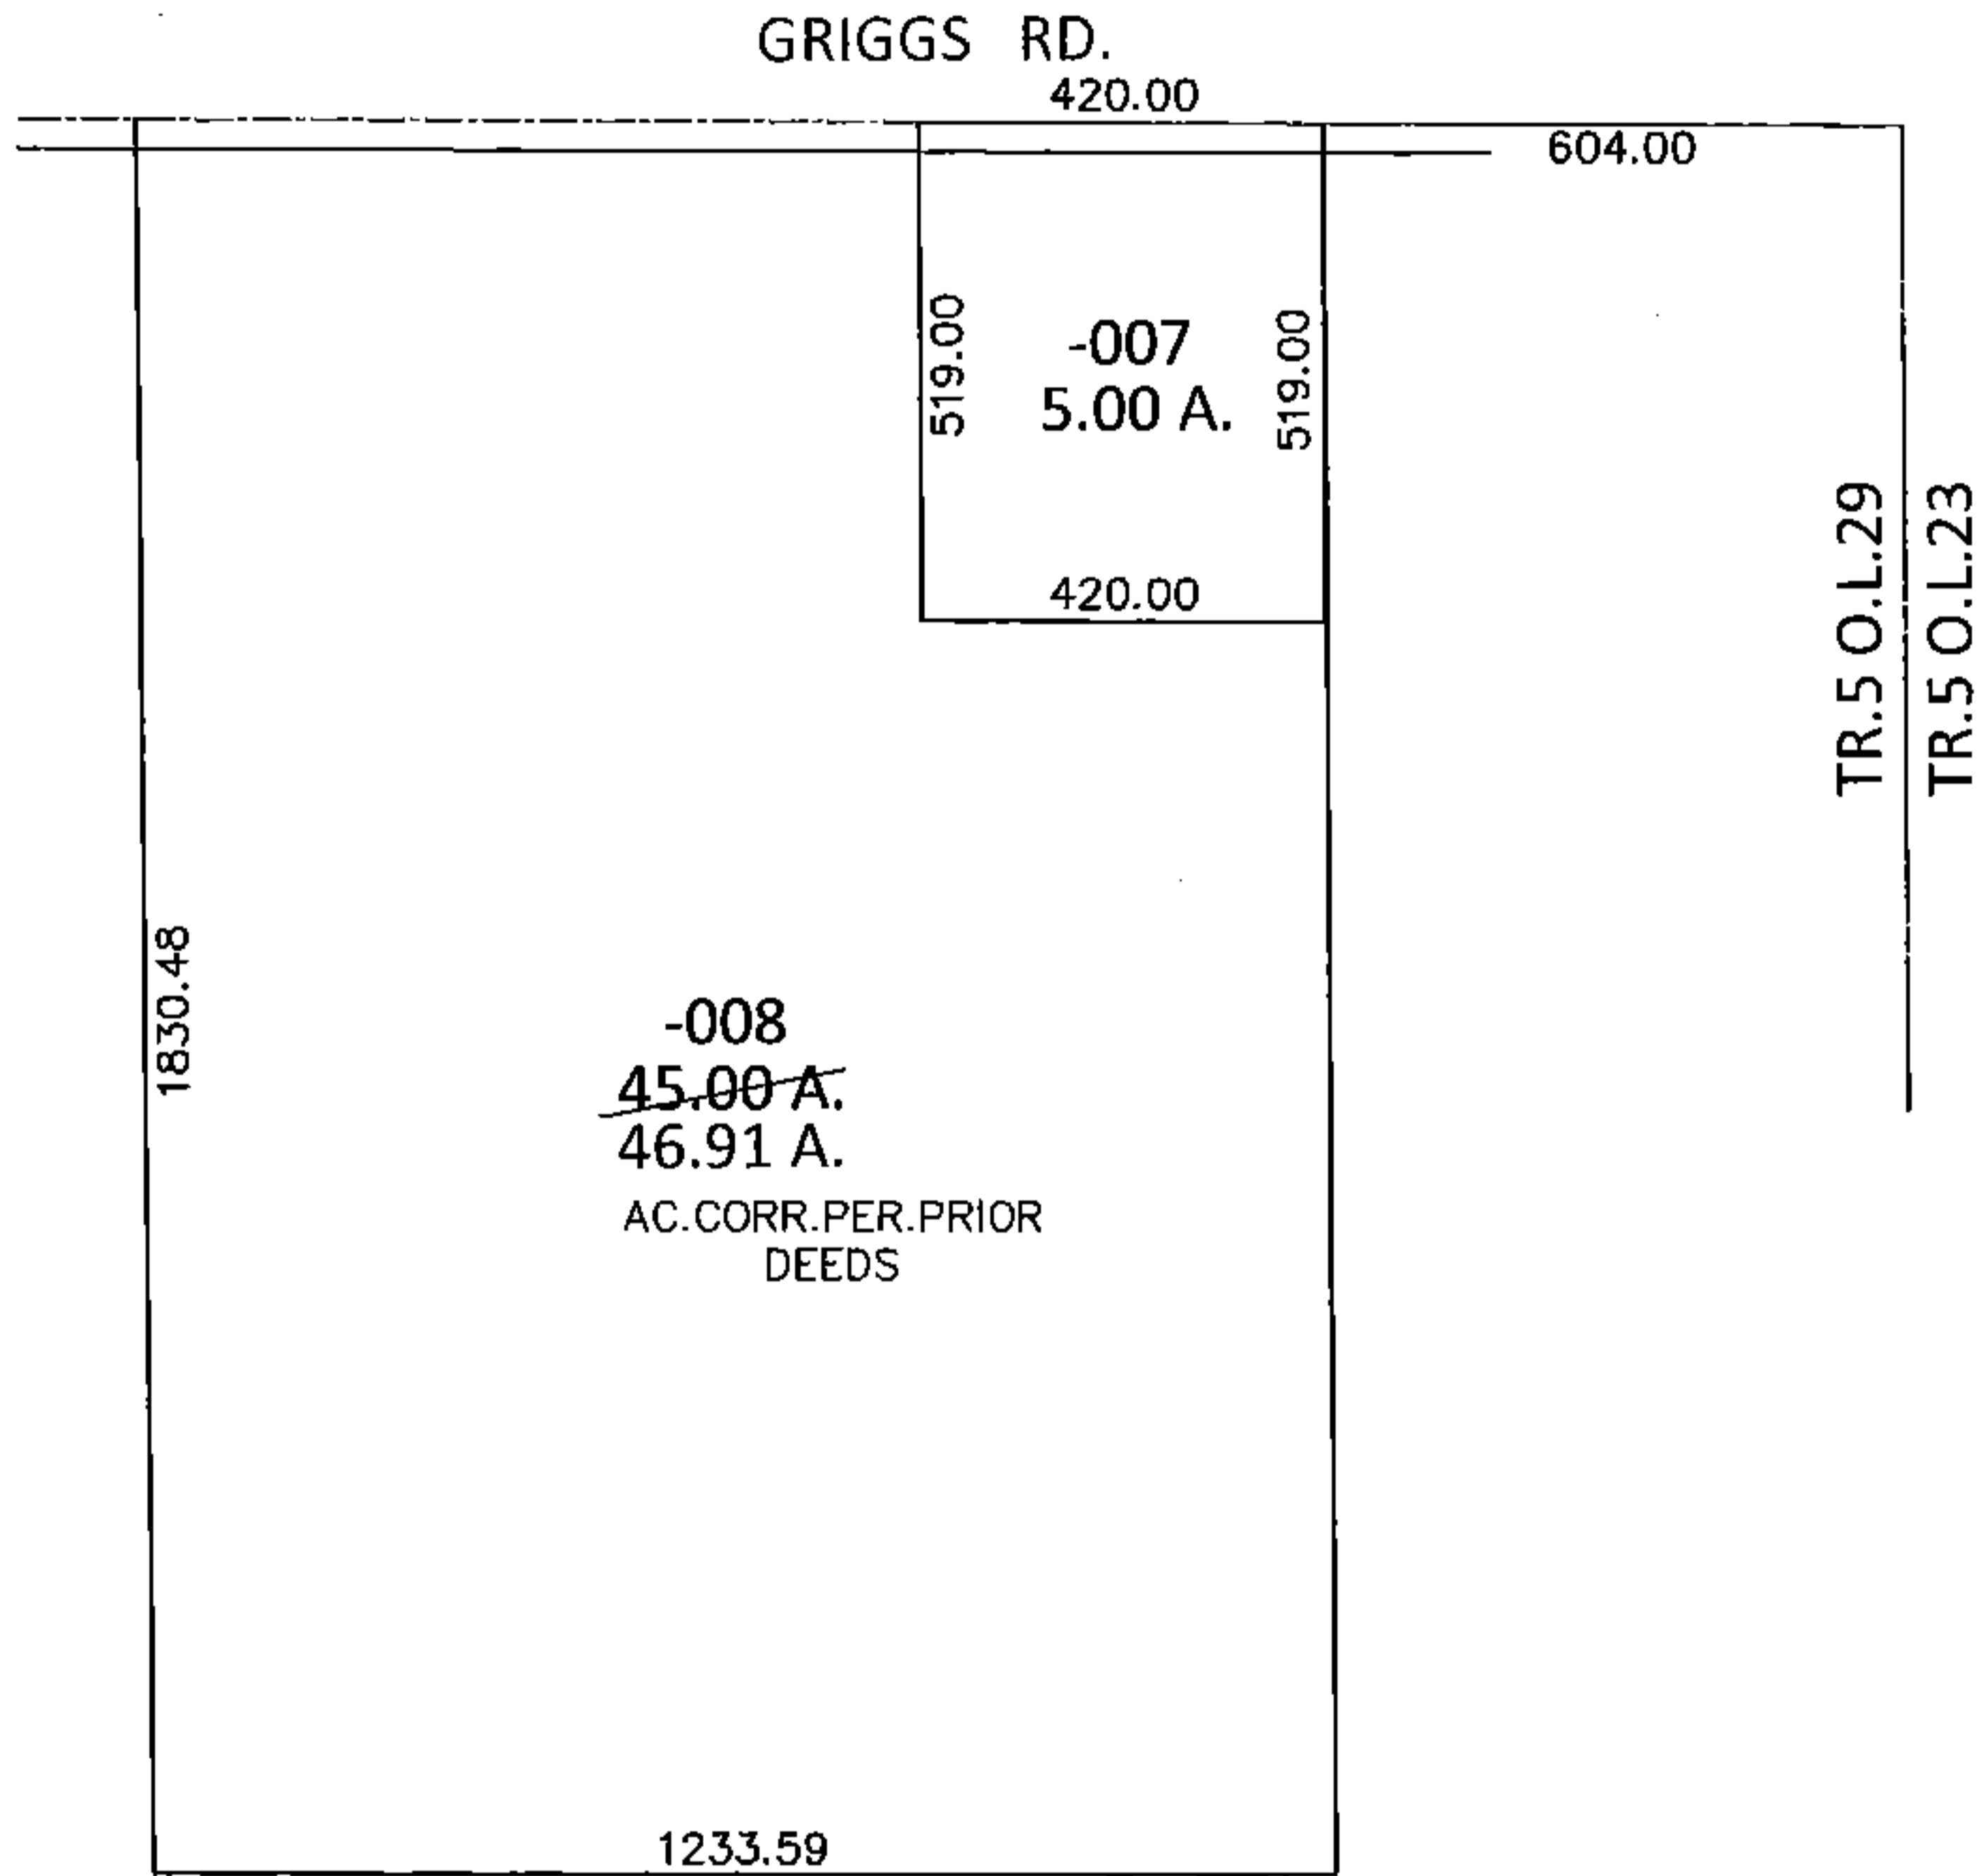 GRIGGS RD.
420.00
604.00
519.00
-007
5.00 A.
519.00
420.00
TR.5 O.L.29
TR.5 O.L.23
1830.48
-008
45.00 A.
46.91 A.
AC.CORR.PER.PRIOR
DEEDS
1233.59